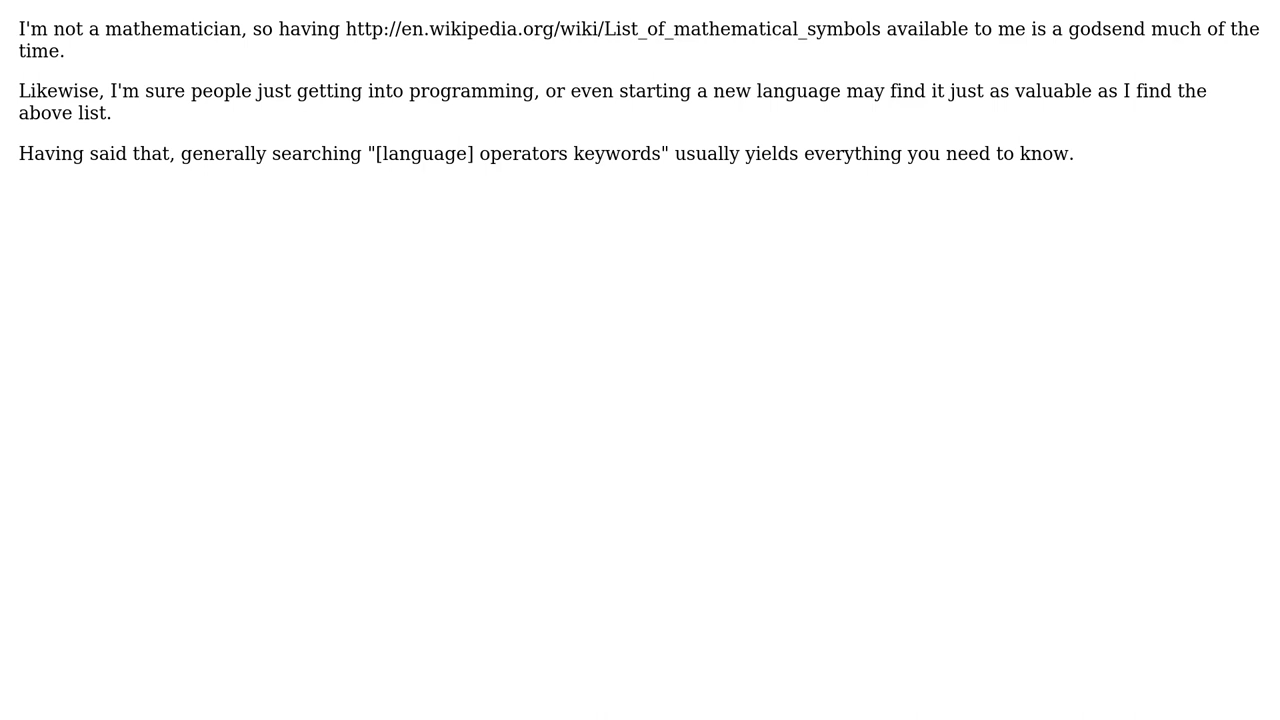 I'm not a mathematician, so having http://en.wikipedia.org/wiki/List_of_mathematical_symbols available to me is a godsend much of the
time.
Likewise, I'm sure people just getting into programming, or even starting a new language may find it just as valuable as I find the
above list.
Having said that, generally searching "[language] operators keywords" usually yields everything you need to know.